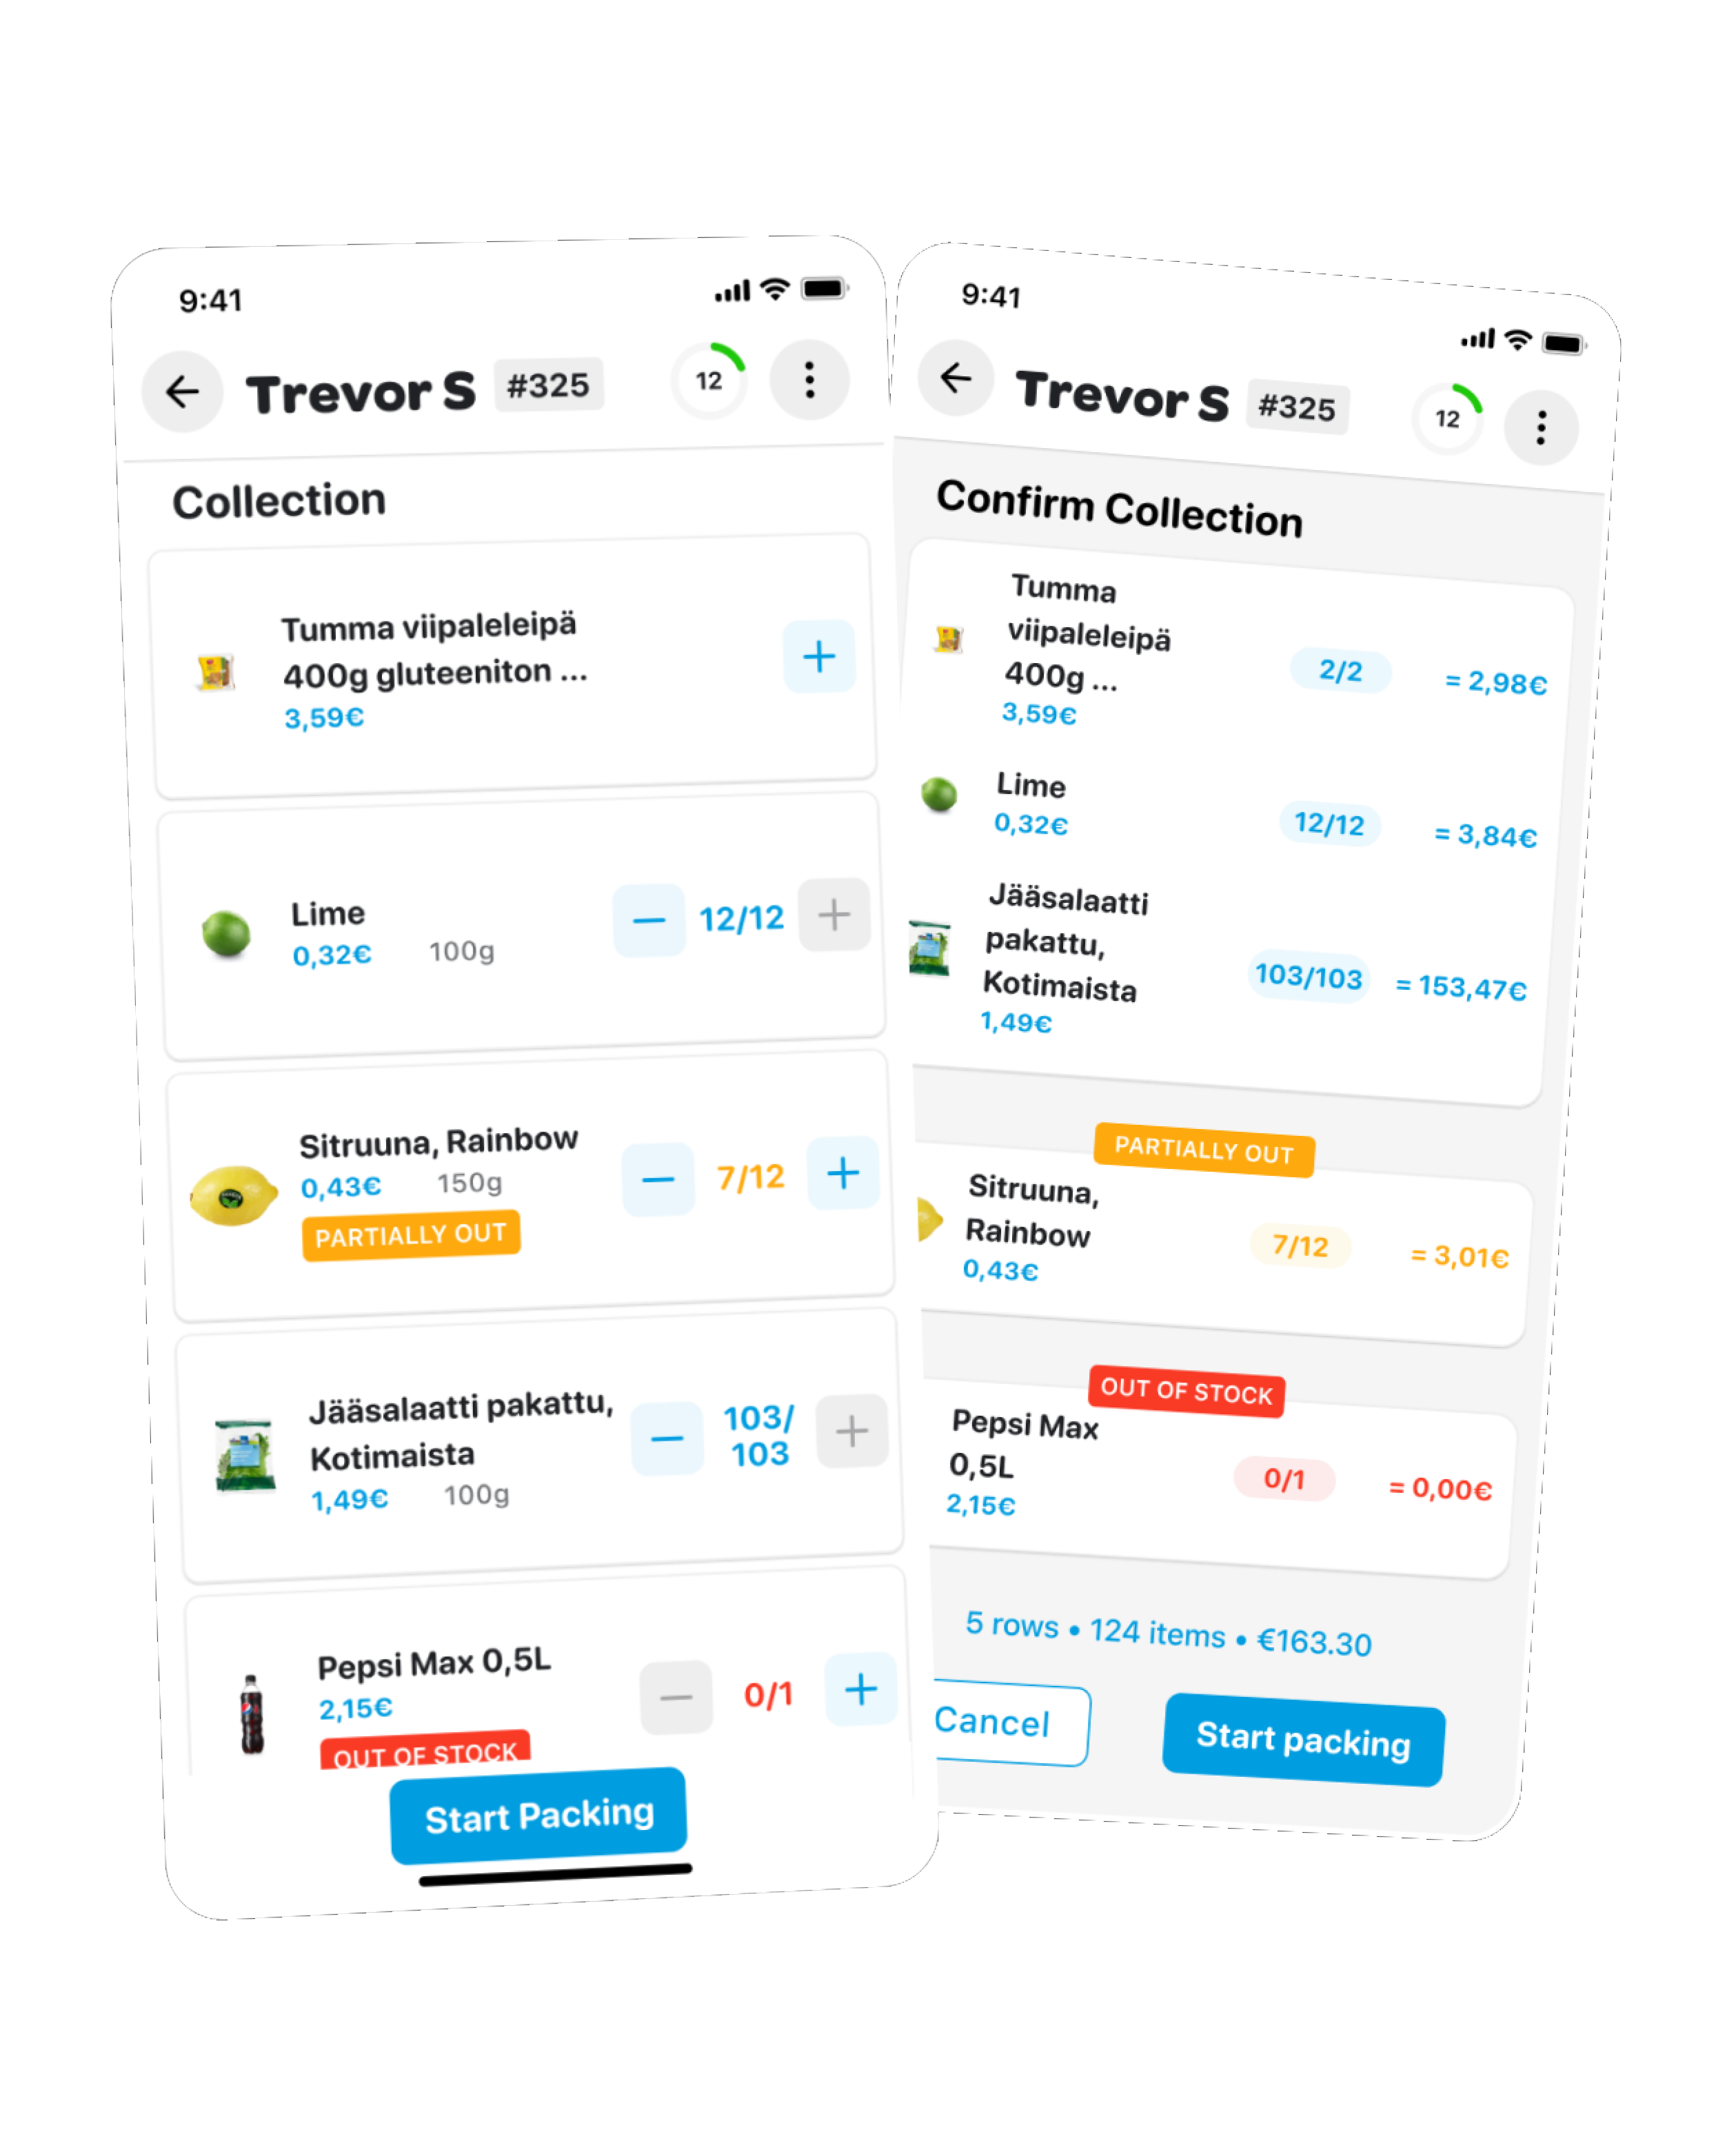 9:41
Trevor S #325 12
Collection
Tumma viipaleleipä
400g gluteeniton ...
3,59€
Lime
0,32€ 100g
12/12
Sitruuna, Rainbow
0,43€ 150g
PARTIALLY OUT
7/12
Jääsalaatti pakattu,
Kotimaista
1,49€ 100g
103/
103
Pepsi Max 0,5L
2,15€
OUT OF STOCK
0/1
Start Packing
9:41
Trevor S #325 12
Confirm Collection
Tumma
viipaleleipä
400g ...
3,59€
2/2 = 2,98€
Lime
0,32€
12/12 = 3,84€
Jääsalaatti
pakattu,
Kotimaista
1,49€
103/103 = 153,47€
PARTIALLY OUT
Sitruuna,
Rainbow
0,43€
7/12 = 3,01€
OUT OF STOCK
Pepsi Max
0,5L
2,15€
0/1 = 0,00€
5 rows • 124 items • €163.30
Cancel Start packing